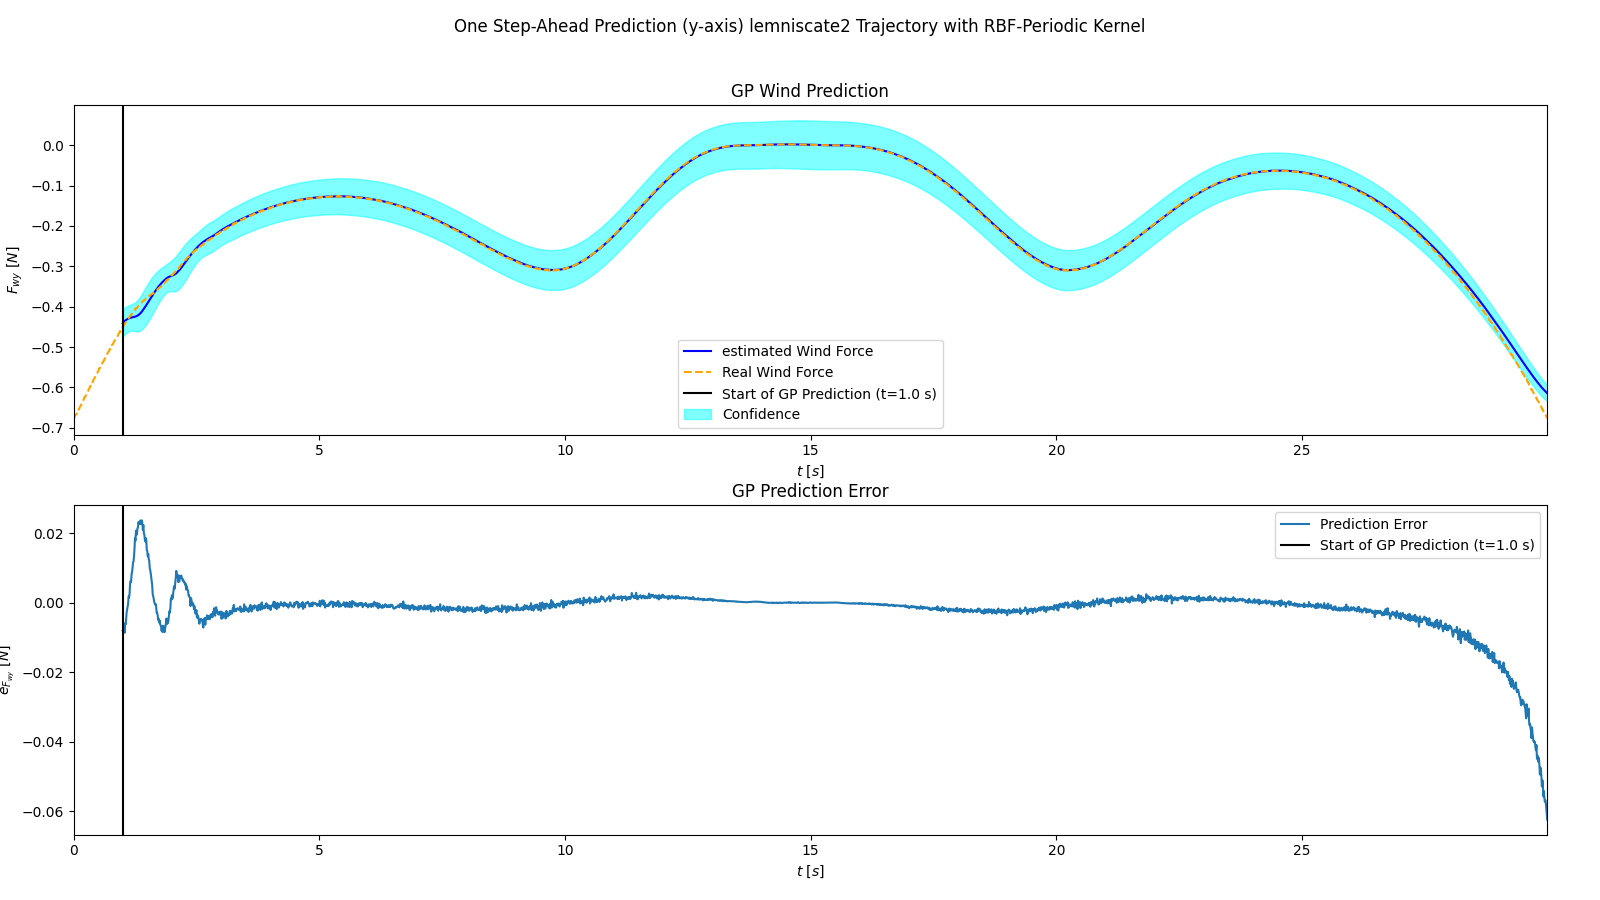 One Step-Ahead Prediction (y-axis) lemniscate2 Trajectory with RBF-Periodic Kernel
GP Wind Prediction
0.0
−0.1
−0.2
−0.3
−0.4
−0.5
−0.6
−0.7
F_wy [N]
estimated Wind Force
Real Wind Force
Start of GP Prediction (t=1.0 s)
Confidence
0 5 10 15 20 25
t [s]
GP Prediction Error
0.02
0.00
−0.02
−0.04
−0.06
e_F_wy [N]
Prediction Error
Start of GP Prediction (t=1.0 s)
0 5 10 15 20 25
t [s]